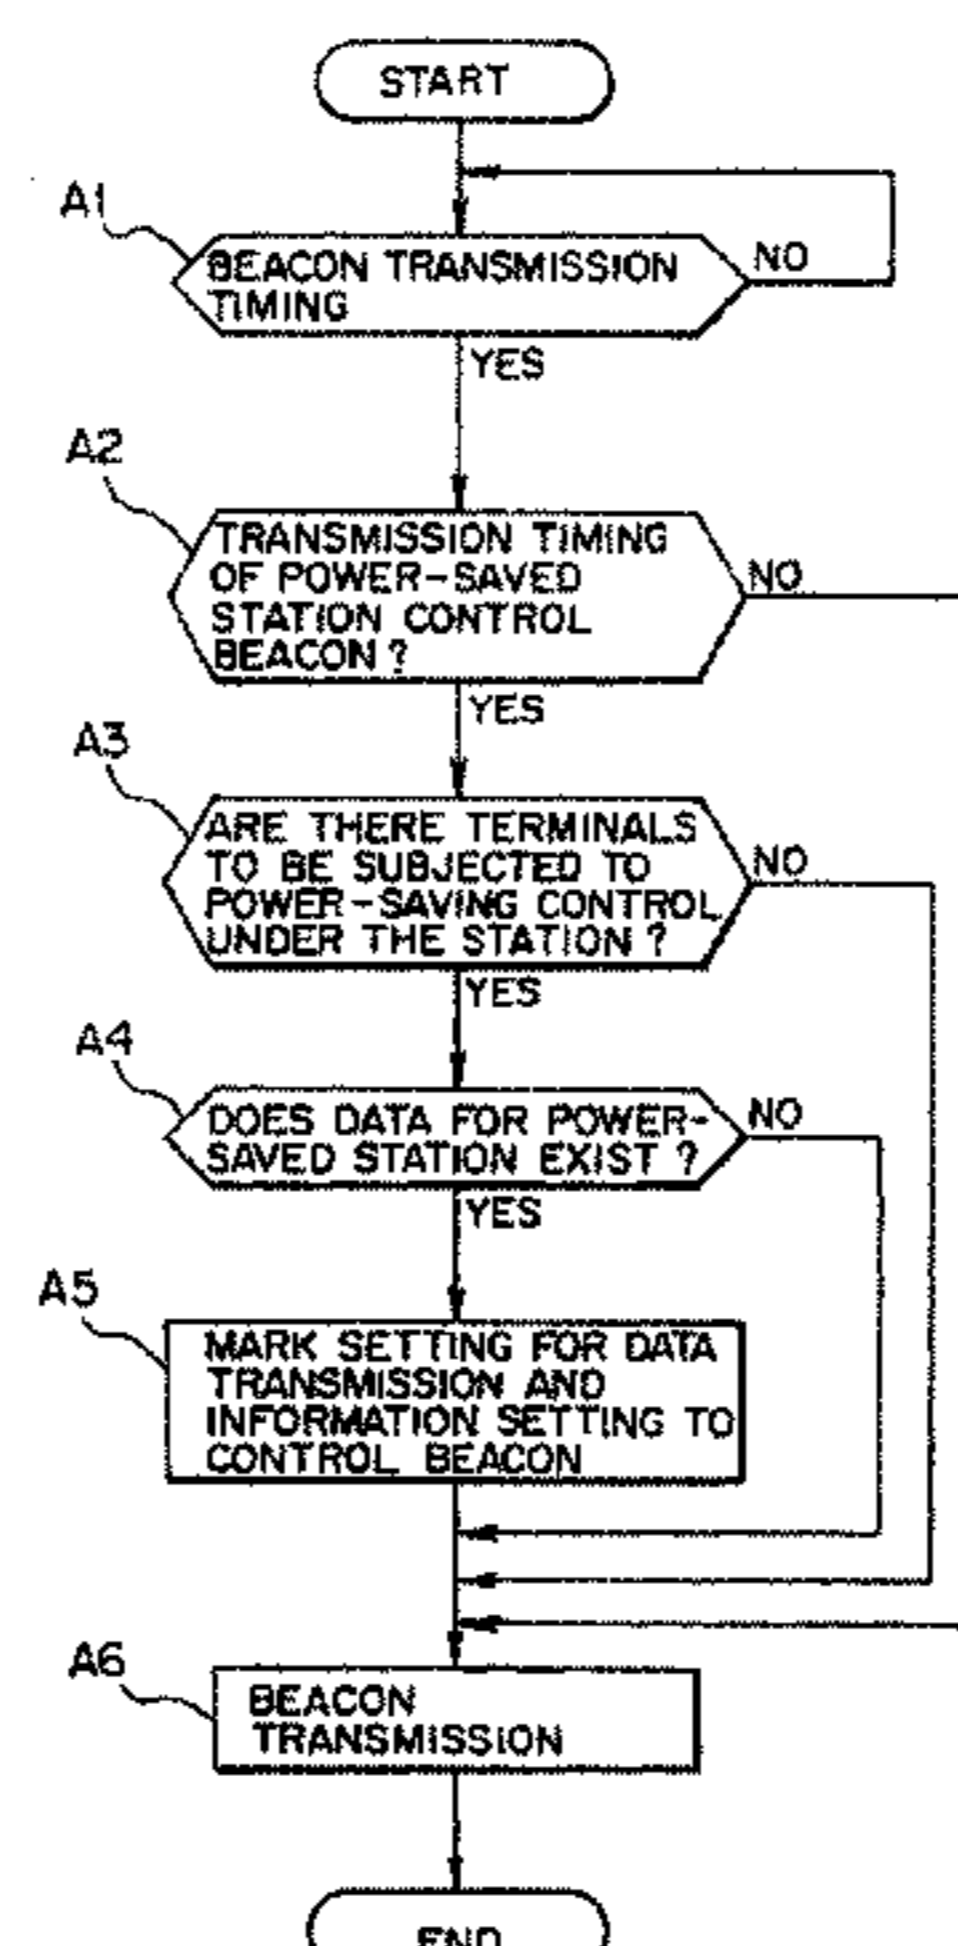 START
A1
BEACON TRANSMISSION
TIMING
NO
YES
A2
TRANSMISSION TIMING
OF POWER-SAVED
STATION CONTROL
BEACON?
NO
YES
A3
ARE THERE TERMINALS
TO BE SUBJECTED TO
POWER-SAVING CONTROL
UNDER THE STATION?
NO
YES
A4
DOES DATA FOR POWER-
SAVED STATION EXIST?
NO
YES
A5
MARK SETTING FOR DATA
TRANSMISSION AND
INFORMATION SETTING TO
CONTROL BEACON
A6
BEACON
TRANSMISSION
END